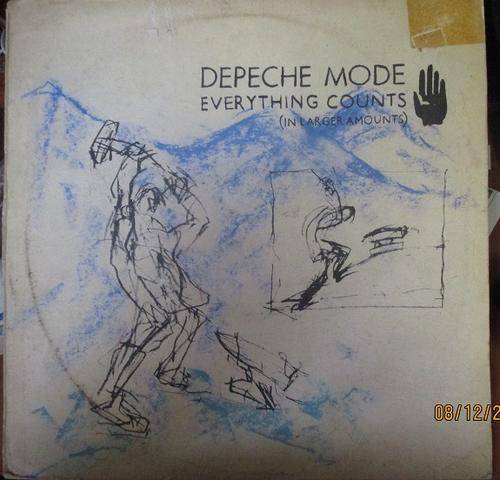 DEPECHE MODE
EVERYTHING COUNTS
(IN LARGER AMOUNTS)
08/12/2